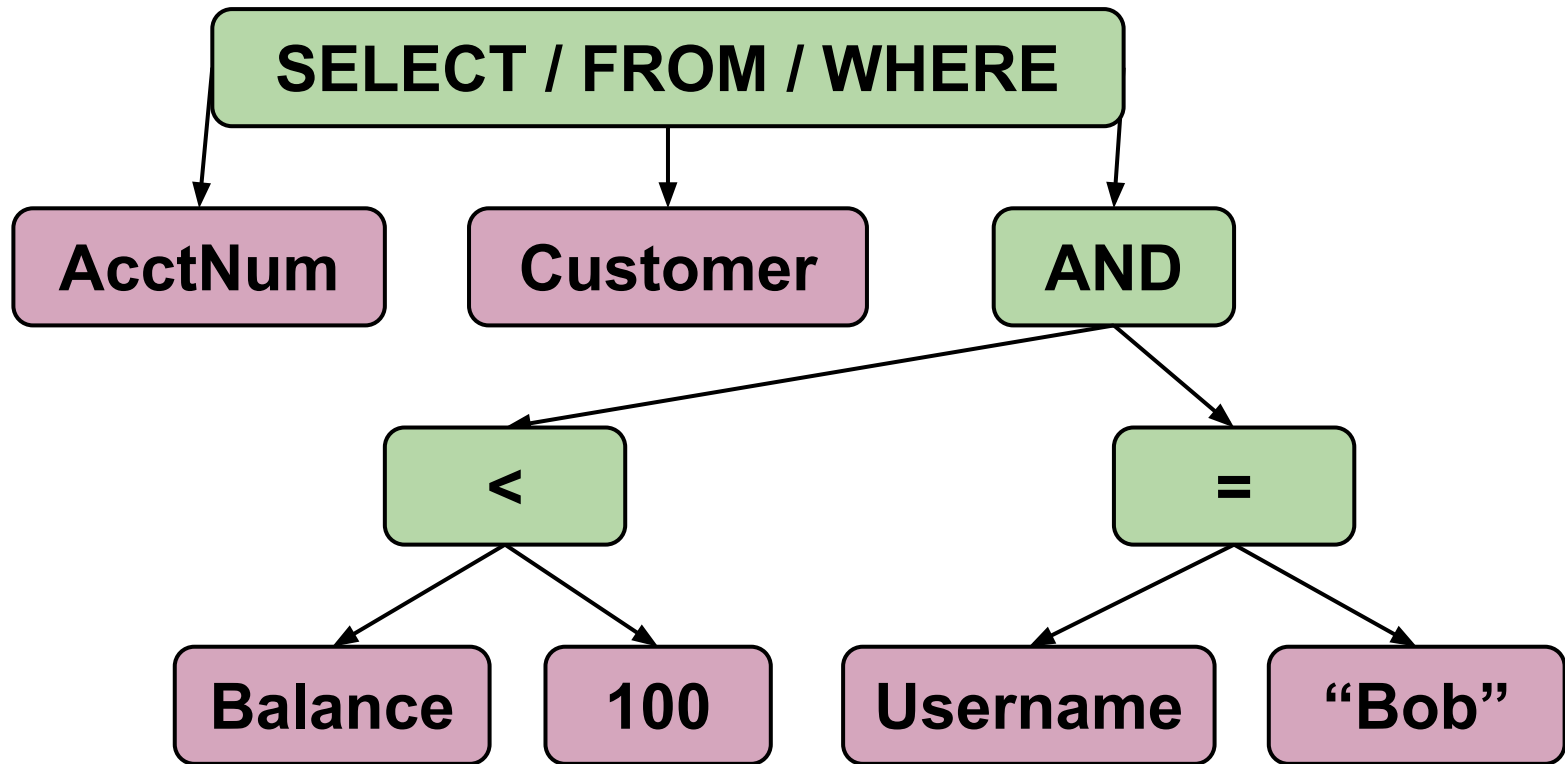 SELECT / FROM / WHERE
AcctNum
Customer
AND
<
=
Balance
100
Username
“Bob”